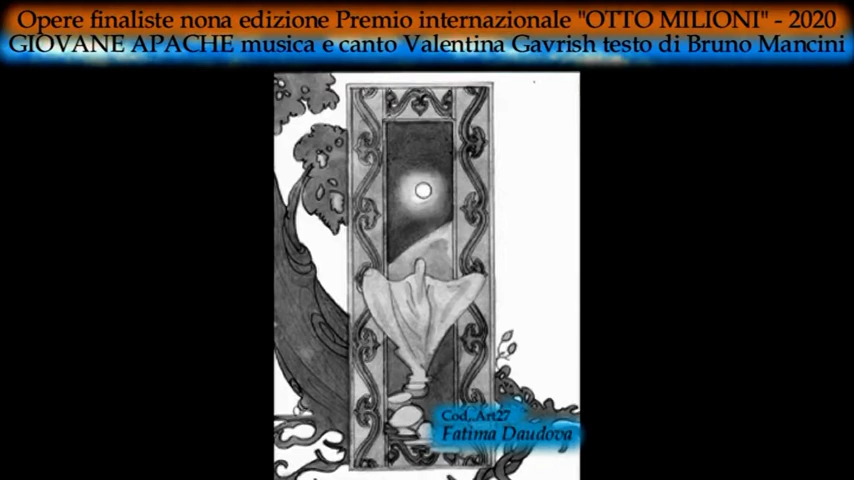 Opere finaliste nona edizione Premio internazionale "OTTO MILIONI" - 2020
GIOVANE APACHE musica e canto Valentina Gavrish testo di Bruno Mancini
Cod. Art27
Fatima Daudova